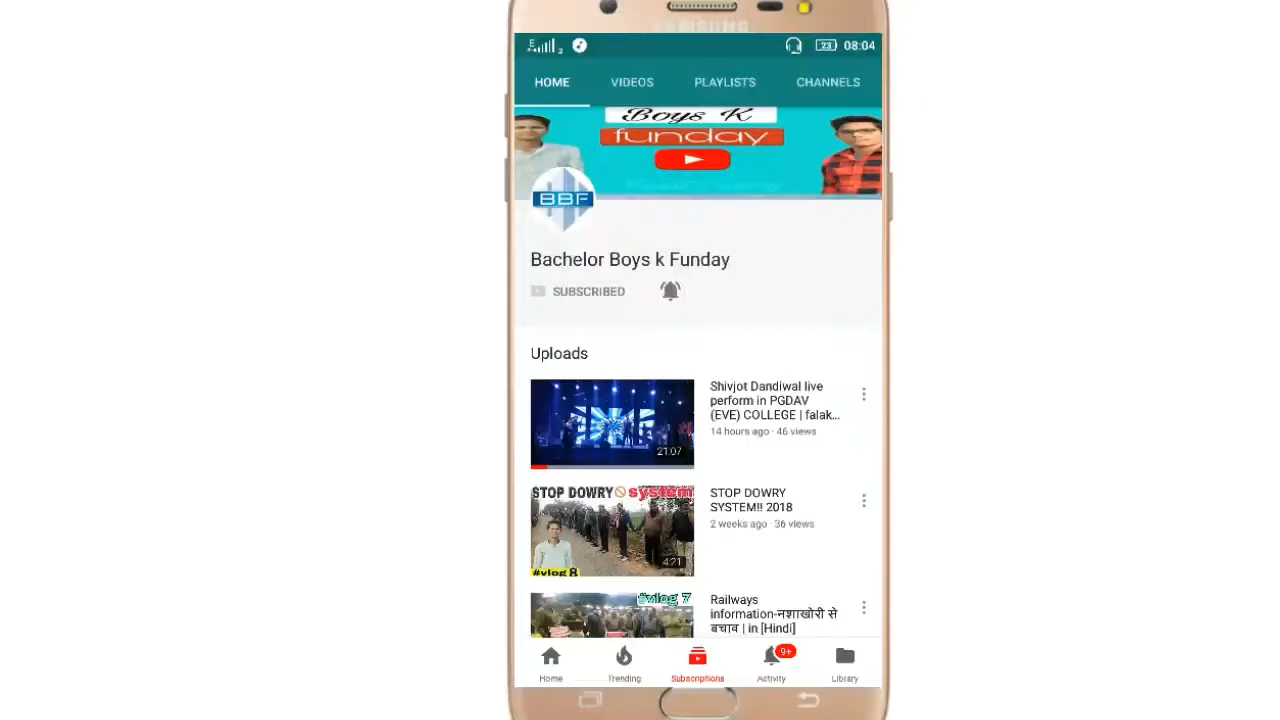 SAMSUNG
E 2 23 08:04
HOME VIDEOS PLAYLISTS CHANNELS
Boys K
funday
BBF
Bachelor Boys k Funday
SUBSCRIBED
Uploads
Shivjot Dandiwal live
perform in PGDAV
(EVE) COLLEGE | falak...
14 hours ago · 46 views
21:07
STOP DOWRY system
STOP DOWRY
SYSTEM!! 2018
2 weeks ago · 36 views
4:21
#vlog 8
#vlog 7
Railways
information-नशाखोरी से
बचाव | in [Hindi]
9+
Home Trending Subscriptions Activity Library